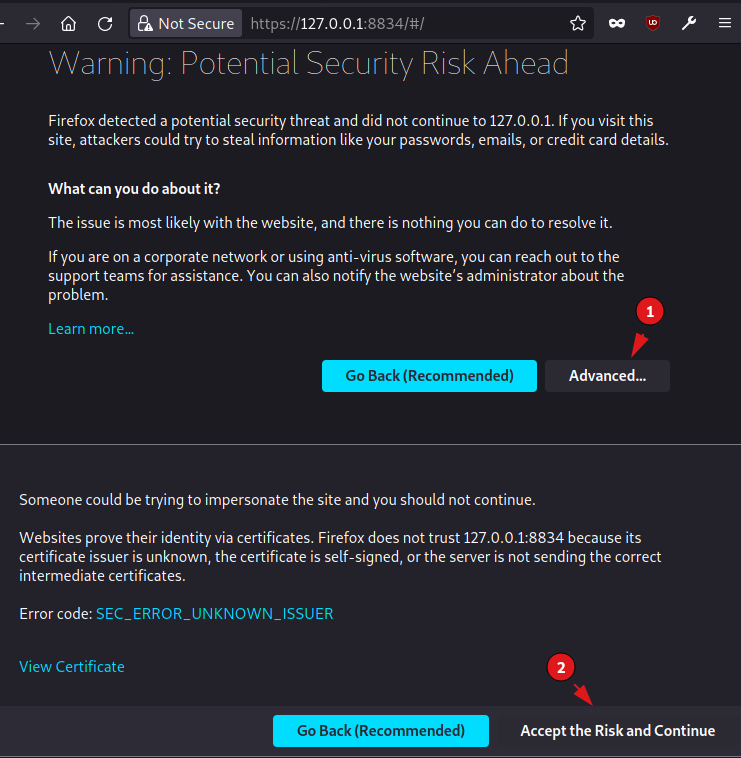 Not Secure https://127.0.0.1:8834/#/
Warning: Potential Security Risk Ahead
Firefox detected a potential security threat and did not continue to 127.0.0.1. If you visit this
site, attackers could try to steal information like your passwords, emails, or credit card details.
What can you do about it?
The issue is most likely with the website, and there is nothing you can do to resolve it.
If you are on a corporate network or using anti-virus software, you can reach out to the
support teams for assistance. You can also notify the website’s administrator about the
problem.
Learn more...
1
Go Back (Recommended) Advanced...
Someone could be trying to impersonate the site and you should not continue.
Websites prove their identity via certificates. Firefox does not trust 127.0.0.1:8834 because its
certificate issuer is unknown, the certificate is self-signed, or the server is not sending the correct
intermediate certificates.
Error code: SEC_ERROR_UNKNOWN_ISSUER
View Certificate
2
Go Back (Recommended) Accept the Risk and Continue